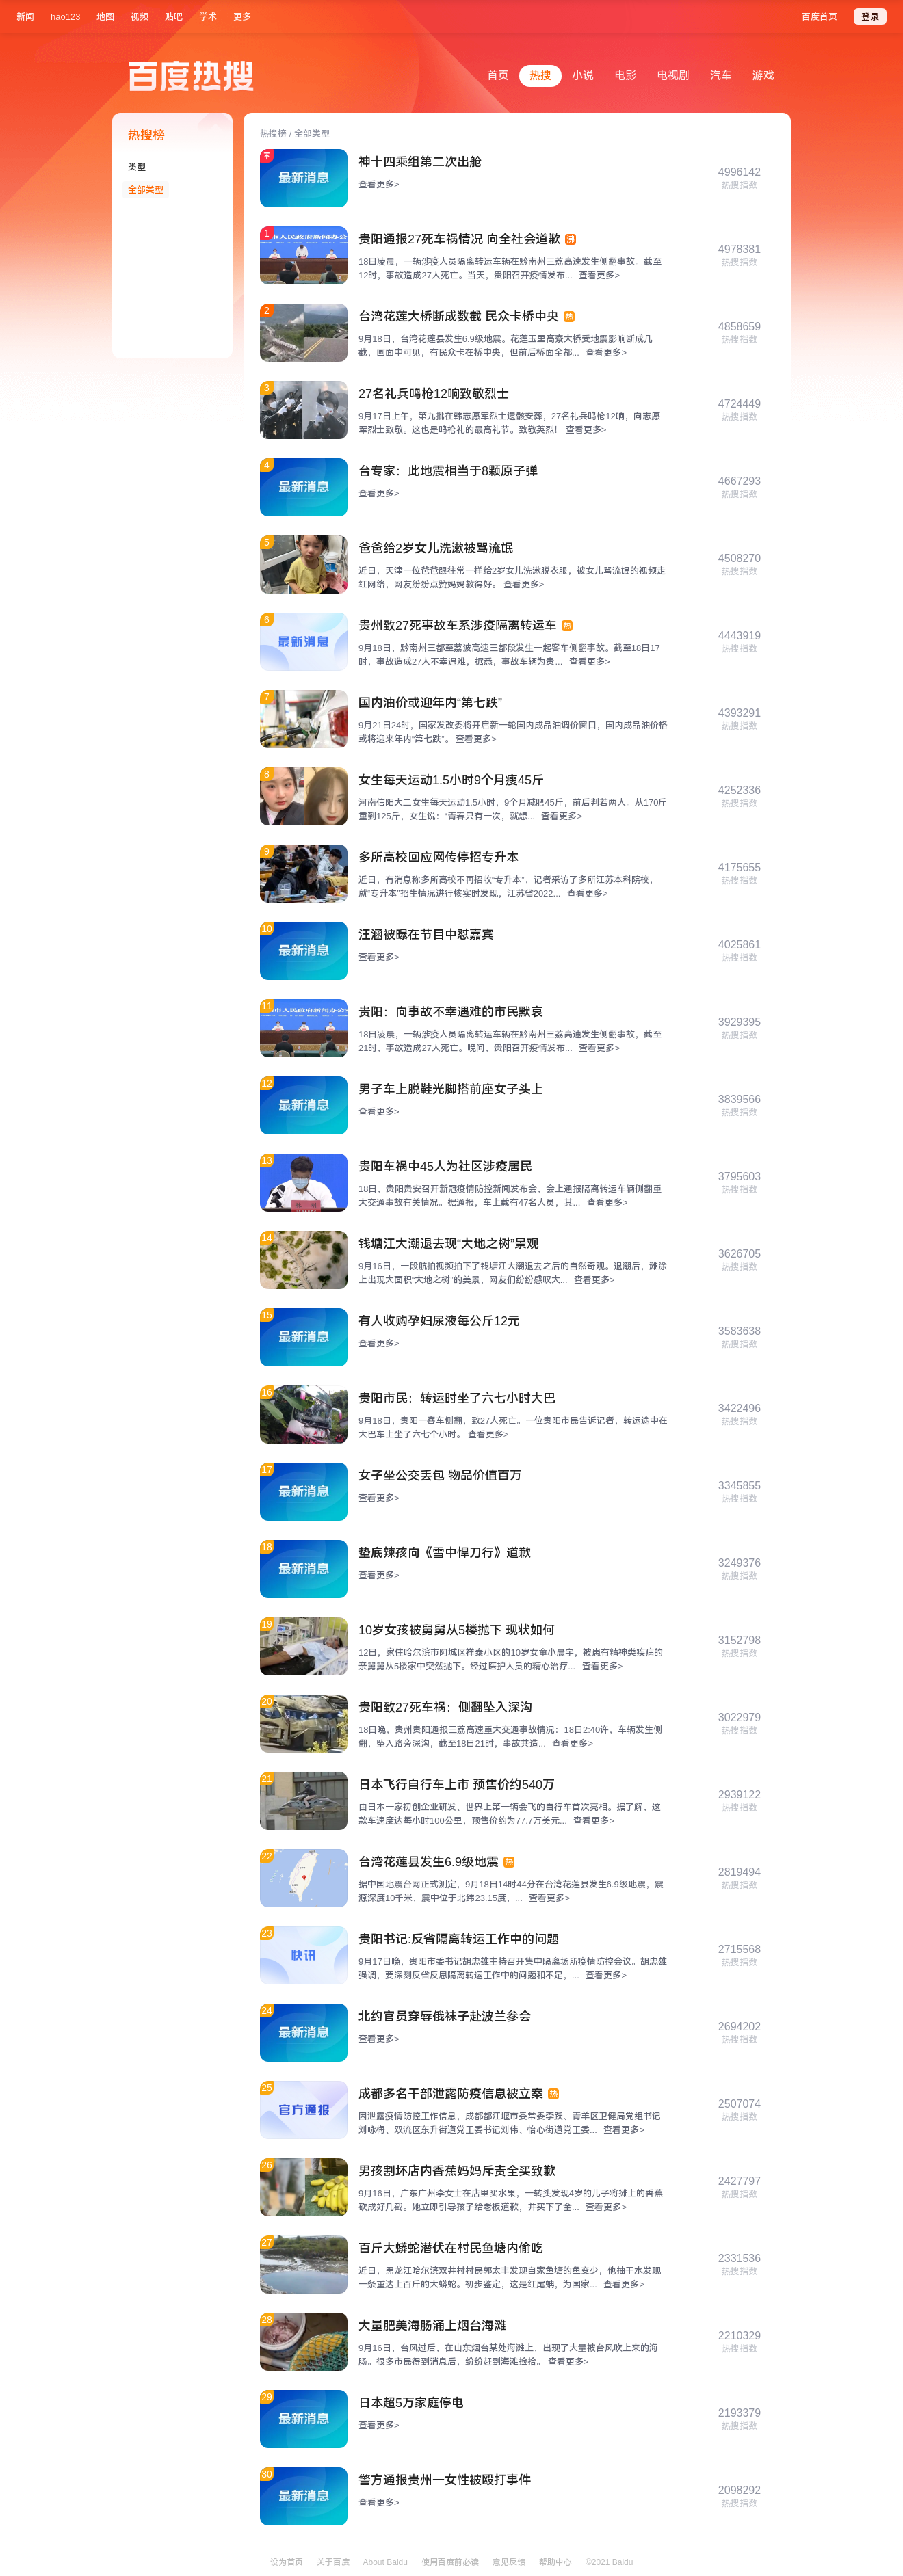 新闻 hao123 地图 视频 贴吧 学术 更多 百度首页 登录
百度热搜
首页 热搜 小说 电影 电视剧 汽车 游戏
热搜榜
类型
全部类型
热搜榜 / 全部类型
最新消息
神十四乘组第二次出舱
查看更多>
4996142
热搜指数
1
贵阳通报27死车祸情况 向全社会道歉 沸
18日凌晨，一辆涉疫人员隔离转运车辆在黔南州三荔高速发生侧翻事故。截至
12时，事故造成27人死亡。当天，贵阳召开疫情发布... 查看更多>
4978381
热搜指数
2
台湾花莲大桥断成数截 民众卡桥中央 热
9月18日，台湾花莲县发生6.9级地震。花莲玉里高寮大桥受地震影响断成几
截，画面中可见，有民众卡在桥中央，但前后桥面全都... 查看更多>
4858659
热搜指数
3
27名礼兵鸣枪12响致敬烈士
9月17日上午，第九批在韩志愿军烈士遗骸安葬，27名礼兵鸣枪12响，向志愿
军烈士致敬。这也是鸣枪礼的最高礼节。致敬英烈！ 查看更多>
4724449
热搜指数
4
最新消息
台专家：此地震相当于8颗原子弹
查看更多>
4667293
热搜指数
5
爸爸给2岁女儿洗漱被骂流氓
近日，天津一位爸爸跟往常一样给2岁女儿洗漱脱衣服，被女儿骂流氓的视频走
红网络，网友纷纷点赞妈妈教得好。 查看更多>
4508270
热搜指数
6
最新消息
贵州致27死事故车系涉疫隔离转运车 热
9月18日，黔南州三都至荔波高速三都段发生一起客车侧翻事故。截至18日17
时，事故造成27人不幸遇难，据悉，事故车辆为贵... 查看更多>
4443919
热搜指数
7
国内油价或迎年内“第七跌”
9月21日24时，国家发改委将开启新一轮国内成品油调价窗口，国内成品油价格
或将迎来年内“第七跌”。 查看更多>
4393291
热搜指数
8
女生每天运动1.5小时9个月瘦45斤
河南信阳大二女生每天运动1.5小时，9个月减肥45斤，前后判若两人。从170斤
重到125斤，女生说：“青春只有一次，就想... 查看更多>
4252336
热搜指数
9
多所高校回应网传停招专升本
近日，有消息称多所高校不再招收“专升本”，记者采访了多所江苏本科院校，
就“专升本”招生情况进行核实时发现，江苏省2022... 查看更多>
4175655
热搜指数
10
最新消息
汪涵被曝在节目中怼嘉宾
查看更多>
4025861
热搜指数
11
贵阳：向事故不幸遇难的市民默哀
18日凌晨，一辆涉疫人员隔离转运车辆在黔南州三荔高速发生侧翻事故，截至
21时，事故造成27人死亡。晚间，贵阳召开疫情发布... 查看更多>
3929395
热搜指数
12
最新消息
男子车上脱鞋光脚搭前座女子头上
查看更多>
3839566
热搜指数
13
贵阳车祸中45人为社区涉疫居民
18日，贵阳贵安召开新冠疫情防控新闻发布会，会上通报隔离转运车辆侧翻重
大交通事故有关情况。据通报，车上载有47名人员，其... 查看更多>
3795603
热搜指数
14
钱塘江大潮退去现“大地之树”景观
9月16日，一段航拍视频拍下了钱塘江大潮退去之后的自然奇观。退潮后，滩涂
上出现大面积“大地之树”的美景，网友们纷纷感叹大... 查看更多>
3626705
热搜指数
15
最新消息
有人收购孕妇尿液每公斤12元
查看更多>
3583638
热搜指数
16
贵阳市民：转运时坐了六七小时大巴
9月18日，贵阳一客车侧翻，致27人死亡。一位贵阳市民告诉记者，转运途中在
大巴车上坐了六七个小时。 查看更多>
3422496
热搜指数
17
最新消息
女子坐公交丢包 物品价值百万
查看更多>
3345855
热搜指数
18
最新消息
垫底辣孩向《雪中悍刀行》道歉
查看更多>
3249376
热搜指数
19
10岁女孩被舅舅从5楼抛下 现状如何
12日，家住哈尔滨市阿城区祥泰小区的10岁女童小晨宇，被患有精神类疾病的
亲舅舅从5楼家中突然抛下。经过医护人员的精心治疗... 查看更多>
3152798
热搜指数
20
贵阳致27死车祸：侧翻坠入深沟
18日晚，贵州贵阳通报三荔高速重大交通事故情况：18日2:40许，车辆发生侧
翻，坠入路旁深沟，截至18日21时，事故共造... 查看更多>
3022979
热搜指数
21
日本飞行自行车上市 预售价约540万
由日本一家初创企业研发、世界上第一辆会飞的自行车首次亮相。据了解，这
款车速度达每小时100公里，预售价约为77.7万美元... 查看更多>
2939122
热搜指数
22
台湾花莲县发生6.9级地震 热
据中国地震台网正式测定，9月18日14时44分在台湾花莲县发生6.9级地震，震
源深度10千米，震中位于北纬23.15度，... 查看更多>
2819494
热搜指数
23
快讯
贵阳书记:反省隔离转运工作中的问题
9月17日晚，贵阳市委书记胡忠雄主持召开集中隔离场所疫情防控会议。胡忠雄
强调，要深刻反省反思隔离转运工作中的问题和不足，... 查看更多>
2715568
热搜指数
24
最新消息
北约官员穿辱俄袜子赴波兰参会
查看更多>
2694202
热搜指数
25
官方通报
成都多名干部泄露防疫信息被立案 热
因泄露疫情防控工作信息，成都都江堰市委常委李跃、青羊区卫健局党组书记
刘咏梅、双流区东升街道党工委书记刘伟、怡心街道党工委... 查看更多>
2507074
热搜指数
26
男孩割坏店内香蕉妈妈斥责全买致歉
9月16日，广东广州李女士在店里买水果，一转头发现4岁的儿子将摊上的香蕉
砍成好几截。她立即引导孩子给老板道歉，并买下了全... 查看更多>
2427797
热搜指数
27
百斤大蟒蛇潜伏在村民鱼塘内偷吃
近日，黑龙江哈尔滨双井村村民郭太丰发现自家鱼塘的鱼变少，他抽干水发现
一条重达上百斤的大蟒蛇。初步鉴定，这是红尾蚺，为国家... 查看更多>
2331536
热搜指数
28
大量肥美海肠涌上烟台海滩
9月16日，台风过后，在山东烟台某处海滩上，出现了大量被台风吹上来的海
肠。很多市民得到消息后，纷纷赶到海滩捡拾。 查看更多>
2210329
热搜指数
29
最新消息
日本超5万家庭停电
查看更多>
2193379
热搜指数
30
最新消息
警方通报贵州一女性被殴打事件
查看更多>
2098292
热搜指数
设为首页 关于百度 About Baidu 使用百度前必读 意见反馈 帮助中心 ©2021 Baidu